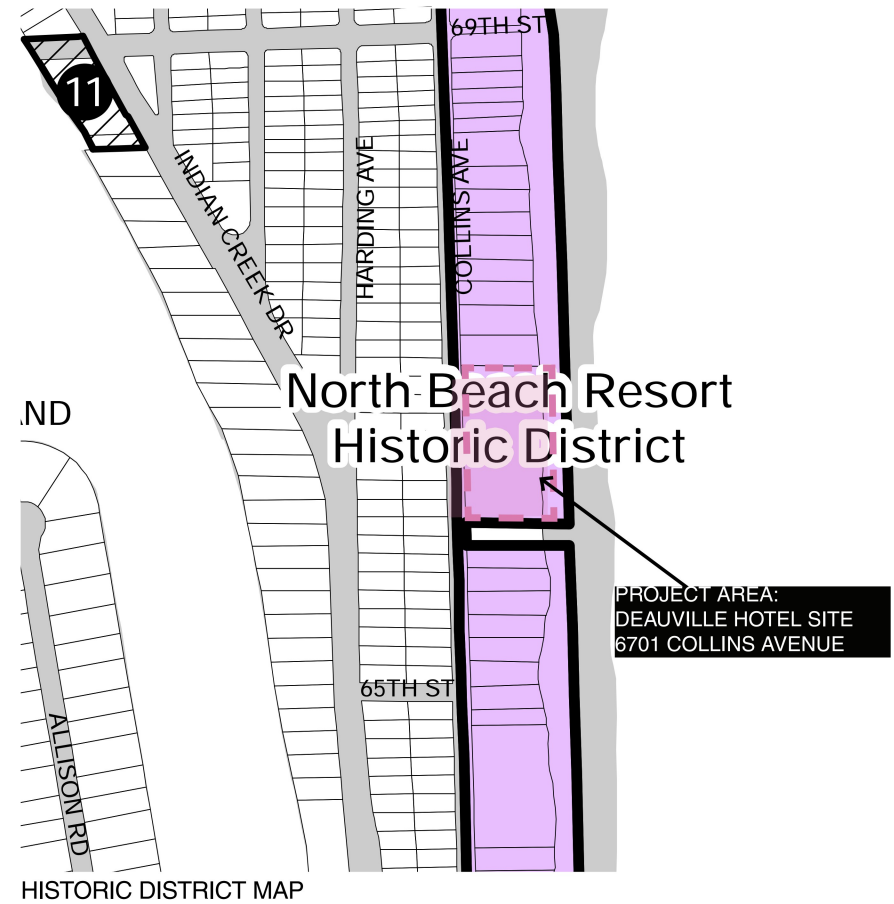 69TH ST
11
INDIAN CREEK DR
HARDING AVE
COLLINS AVE
North Beach Resort
Historic District
AND
PROJECT AREA:
DEAUVILLE HOTEL SITE
6701 COLLINS AVENUE
65TH ST
ALLISON RD
HISTORIC DISTRICT MAP